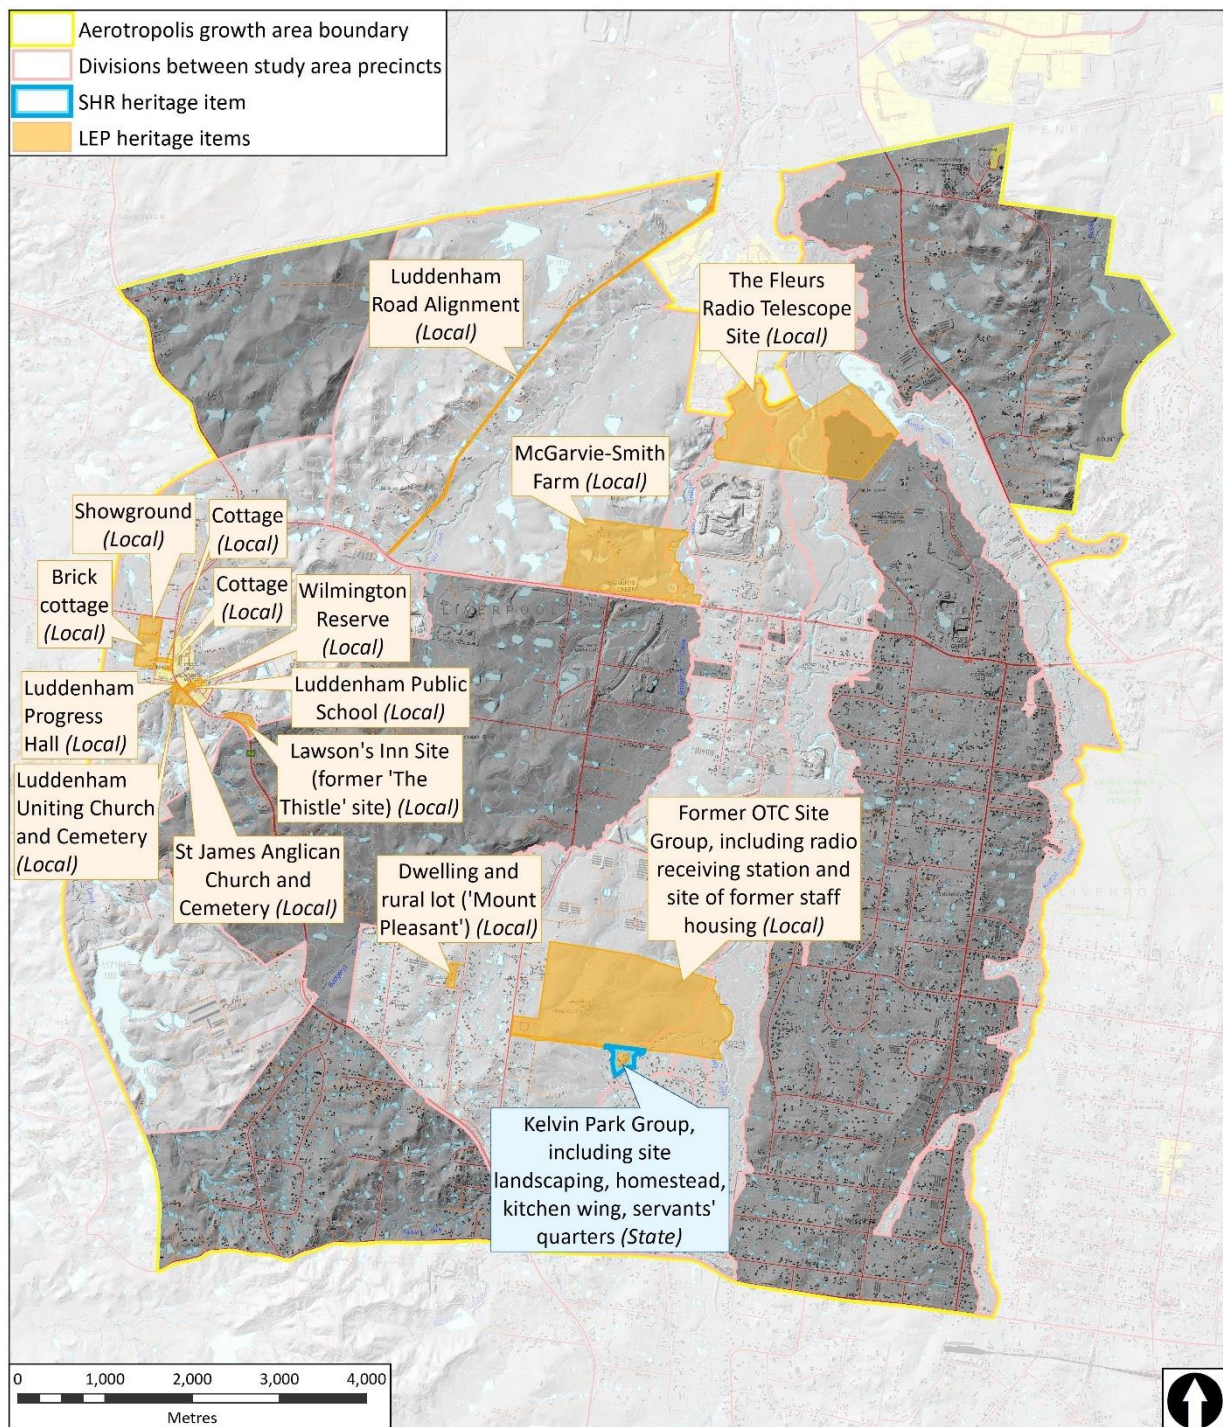 Aerotropolis growth area boundary
Divisions between study area precincts
SHR heritage item
LEP heritage items
PENRITH
Luddenham
Road Alignment
(Local)
The Fleurs
Radio Telescope
Site (Local)
McGarvie-Smith
Farm (Local)
Showground
(Local)
Cottage
(Local)
Brick
cottage
(Local)
Cottage
(Local)
Wilmington
Reserve
(Local)
LIVERPOOL
Luddenham
Progress
Hall (Local)
Luddenham Public
School (Local)
Lawson's Inn Site
(former 'The
Thistle' site) (Local)
Luddenham
Uniting Church
and Cemetery
(Local)
St James Anglican
Church and
Cemetery (Local)
Dwelling and
rural lot ('Mount
Pleasant') (Local)
Former OTC Site
Group, including radio
receiving station and
site of former staff
housing (Local)
LIVERPOOL
Kelvin Park Group,
including site
landscaping, homestead,
kitchen wing, servants'
quarters (State)
0 1,000 2,000 3,000 4,000
Metres